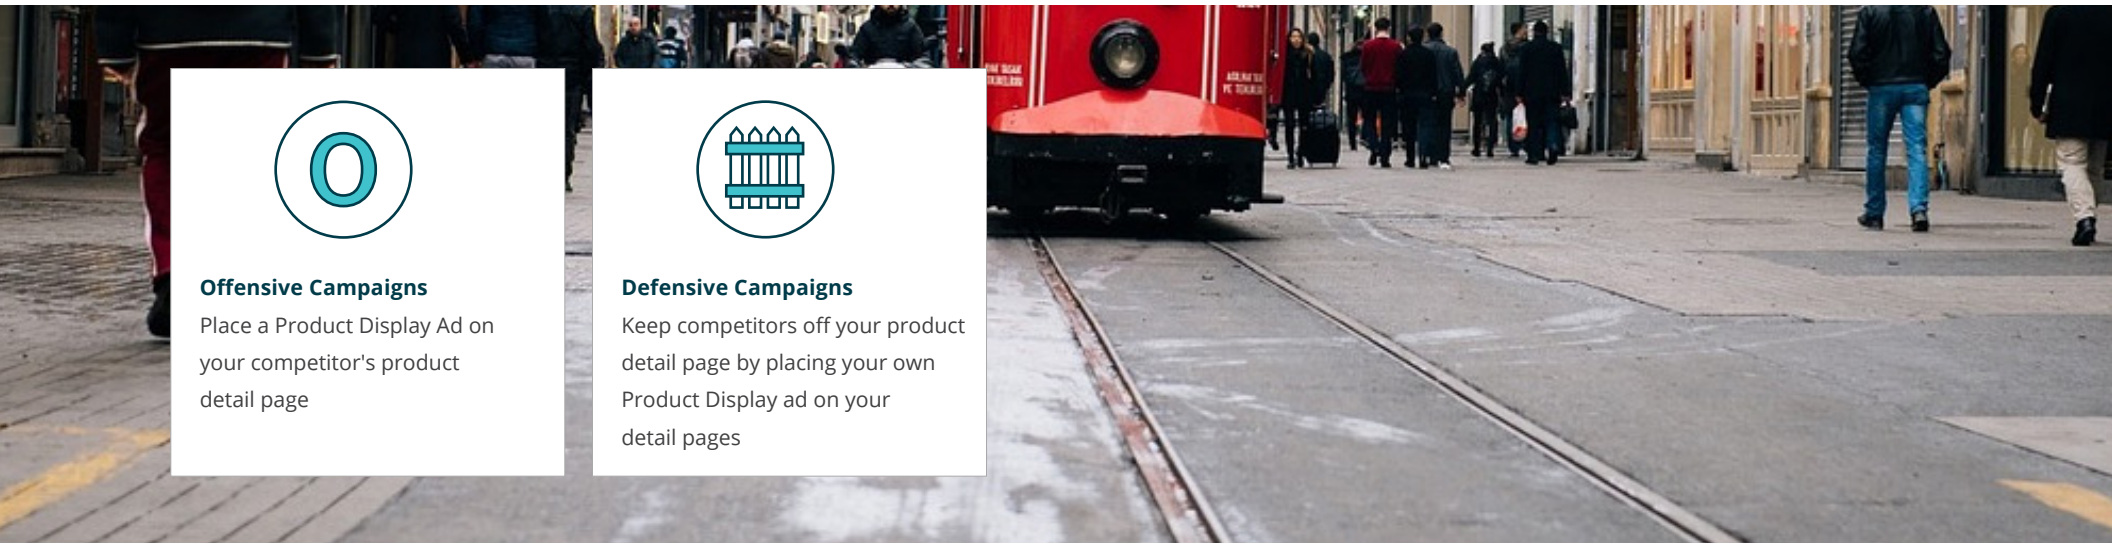 O
Offensive Campaigns
Place a Product Display Ad on
your competitor's product
detail page
Defensive Campaigns
Keep competitors off your product
detail page by placing your own
Product Display ad on your
detail pages